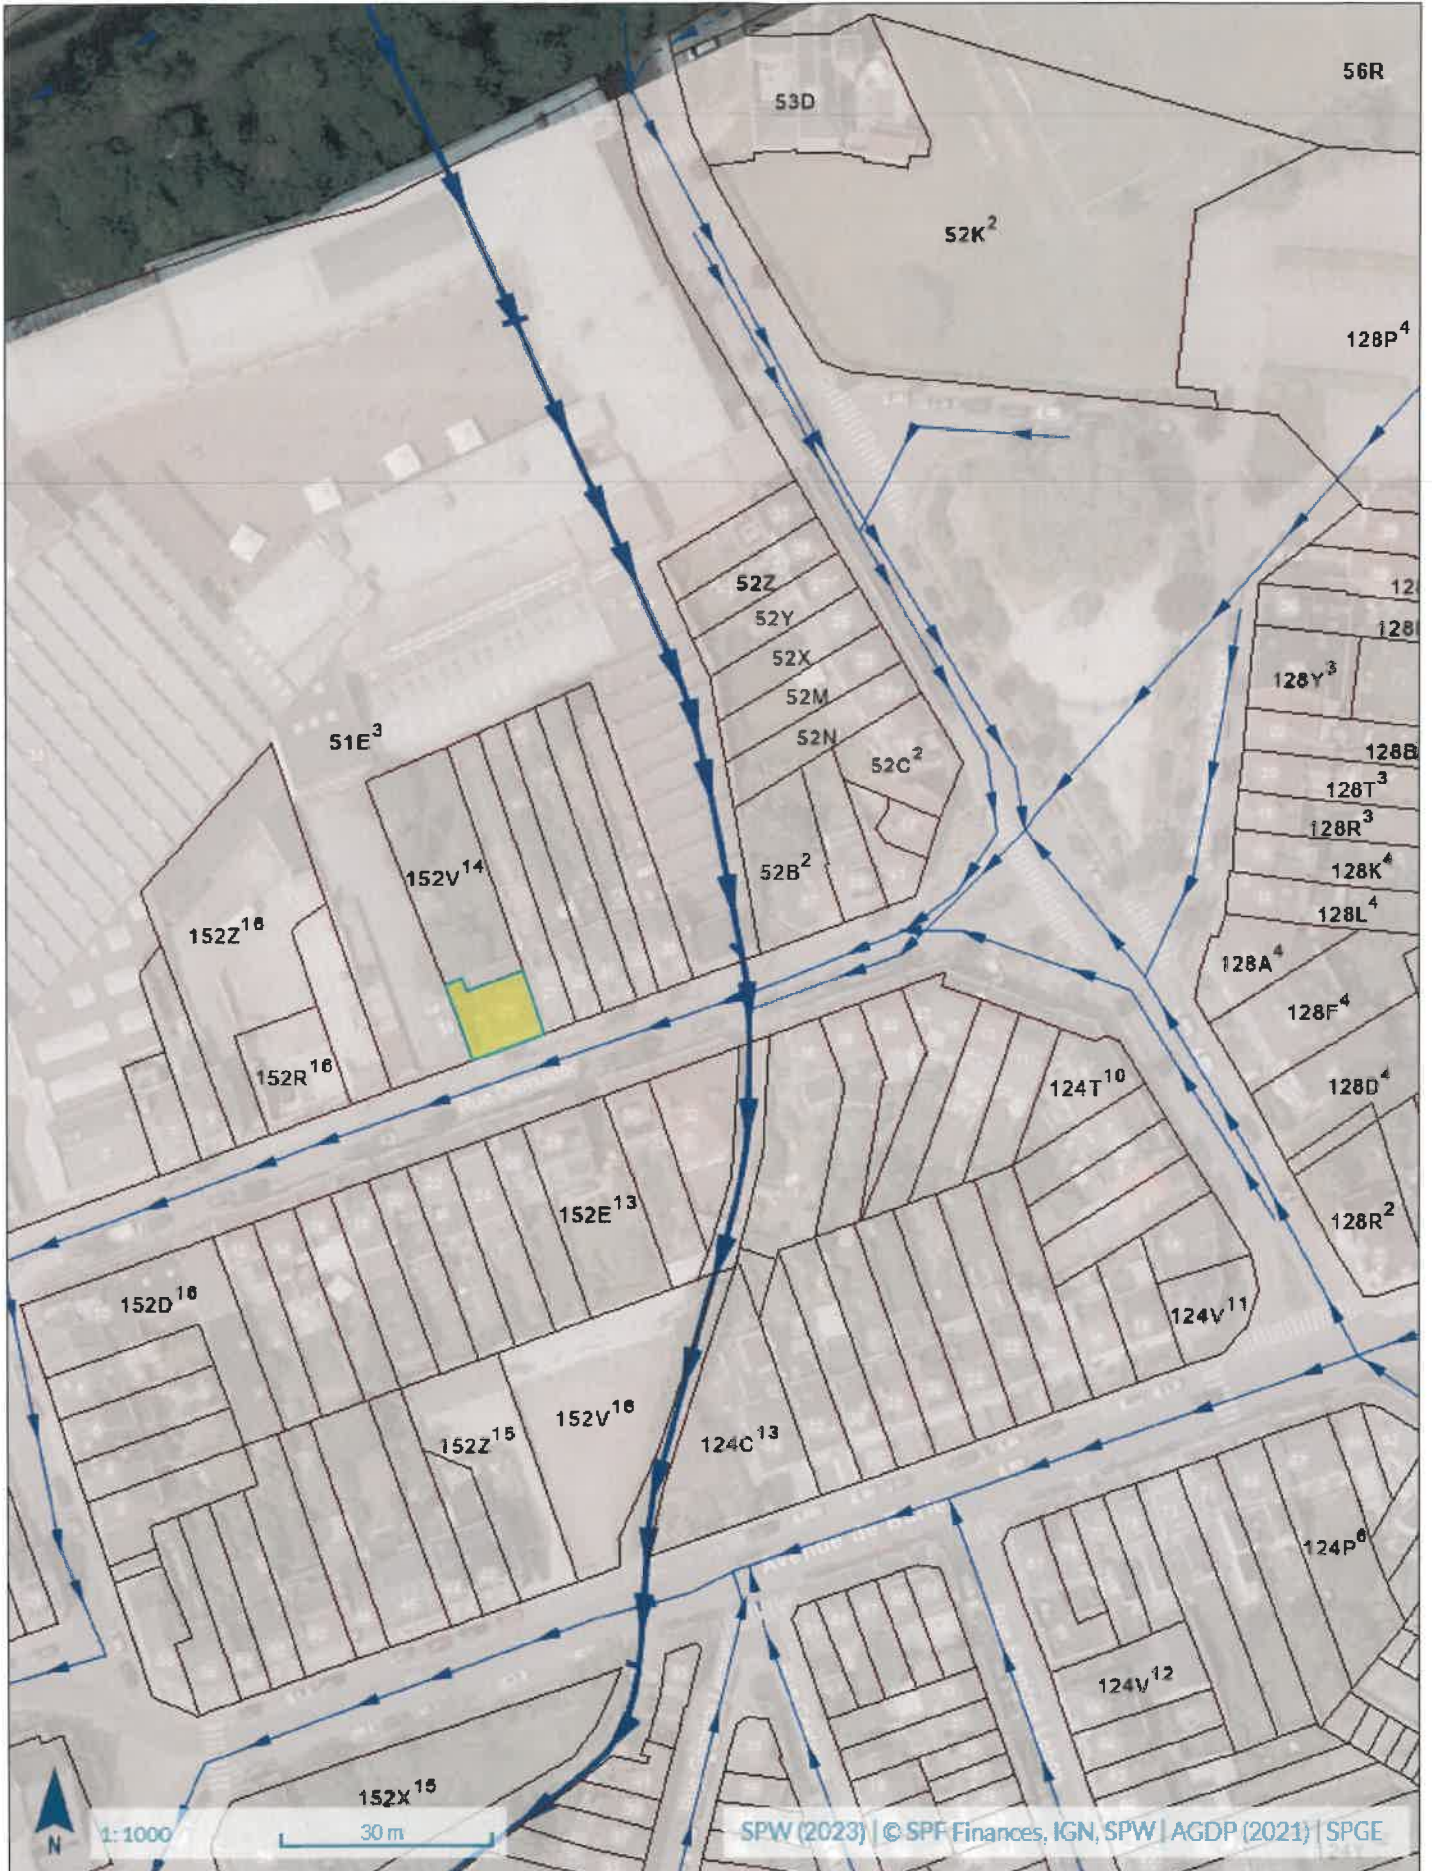 56R
53D
52K²
128P⁴
52Z
52Y
128Y³
52X
52M
52N
51E³
52C²
128T³
128R³
152V¹⁴
52B²
128K⁴
128L⁴
152Z¹⁶
128A⁴
128F⁴
152R¹⁶
124T¹⁰
128D⁴
152E¹³
128R²
152D¹⁶
124V¹¹
152V¹⁶
152Z¹⁵
124C¹³
124P⁶
124V¹²
152X¹⁵
N
1: 1000
30 m
SPW (2023) | © SPF Finances, IGN, SPW | AGDP (2021) | SPGE